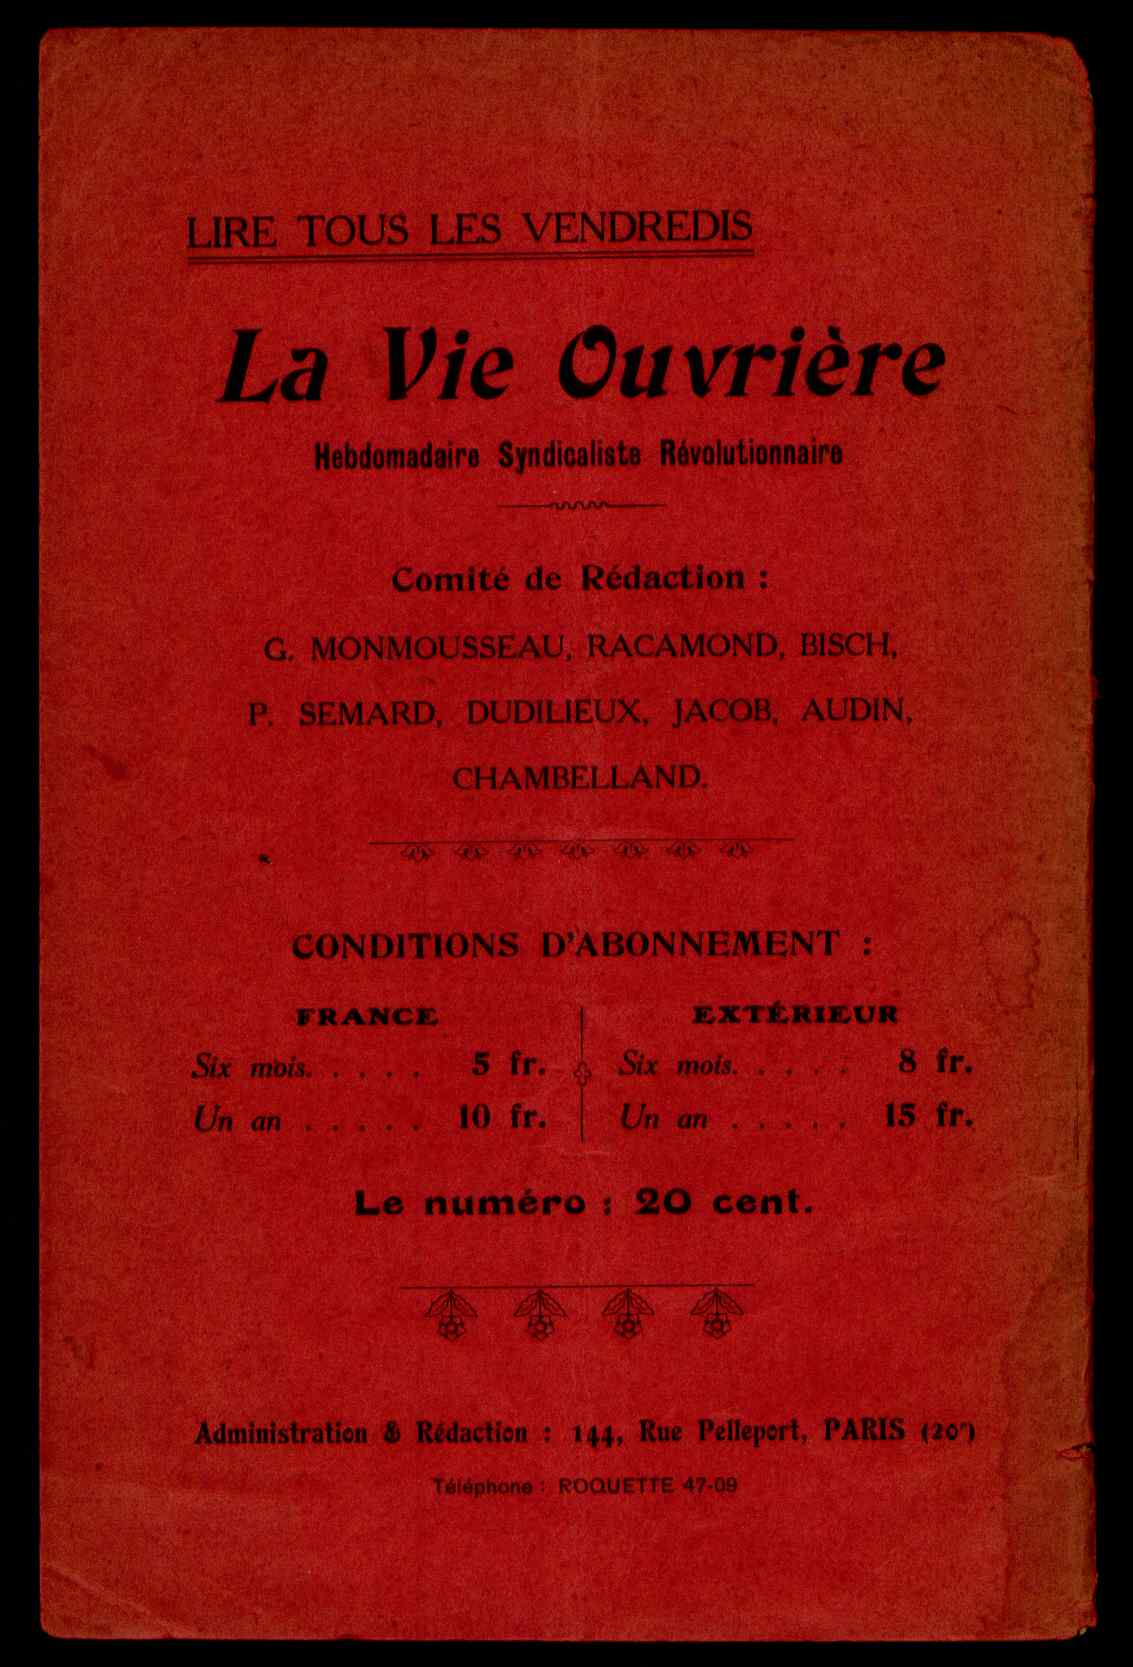 LIRE TOUS LES VENDREDIS
La Vie Ouvrière
Hebdomadaire Syndicaliste Révolutionnaire
Comité de Rédaction :
G. MONMOUSSEAU, RACAMOND, BISCH,
P. SEMARD, DUDILIEUX, JACOB, AUDIN,
CHAMBELLAND.
CONDITIONS D'ABONNEMENT :
FRANCE
Six mois. . . . . 5 fr.
Un an . . . . . 10 fr.
EXTÉRIEUR
Six mois. . . . . 8 fr.
Un an . . . . . 15 fr.
Le numéro : 20 cent.
Administration & Rédaction : 144, Rue Pelleport, PARIS (20e)
Téléphone : ROQUETTE 47-09